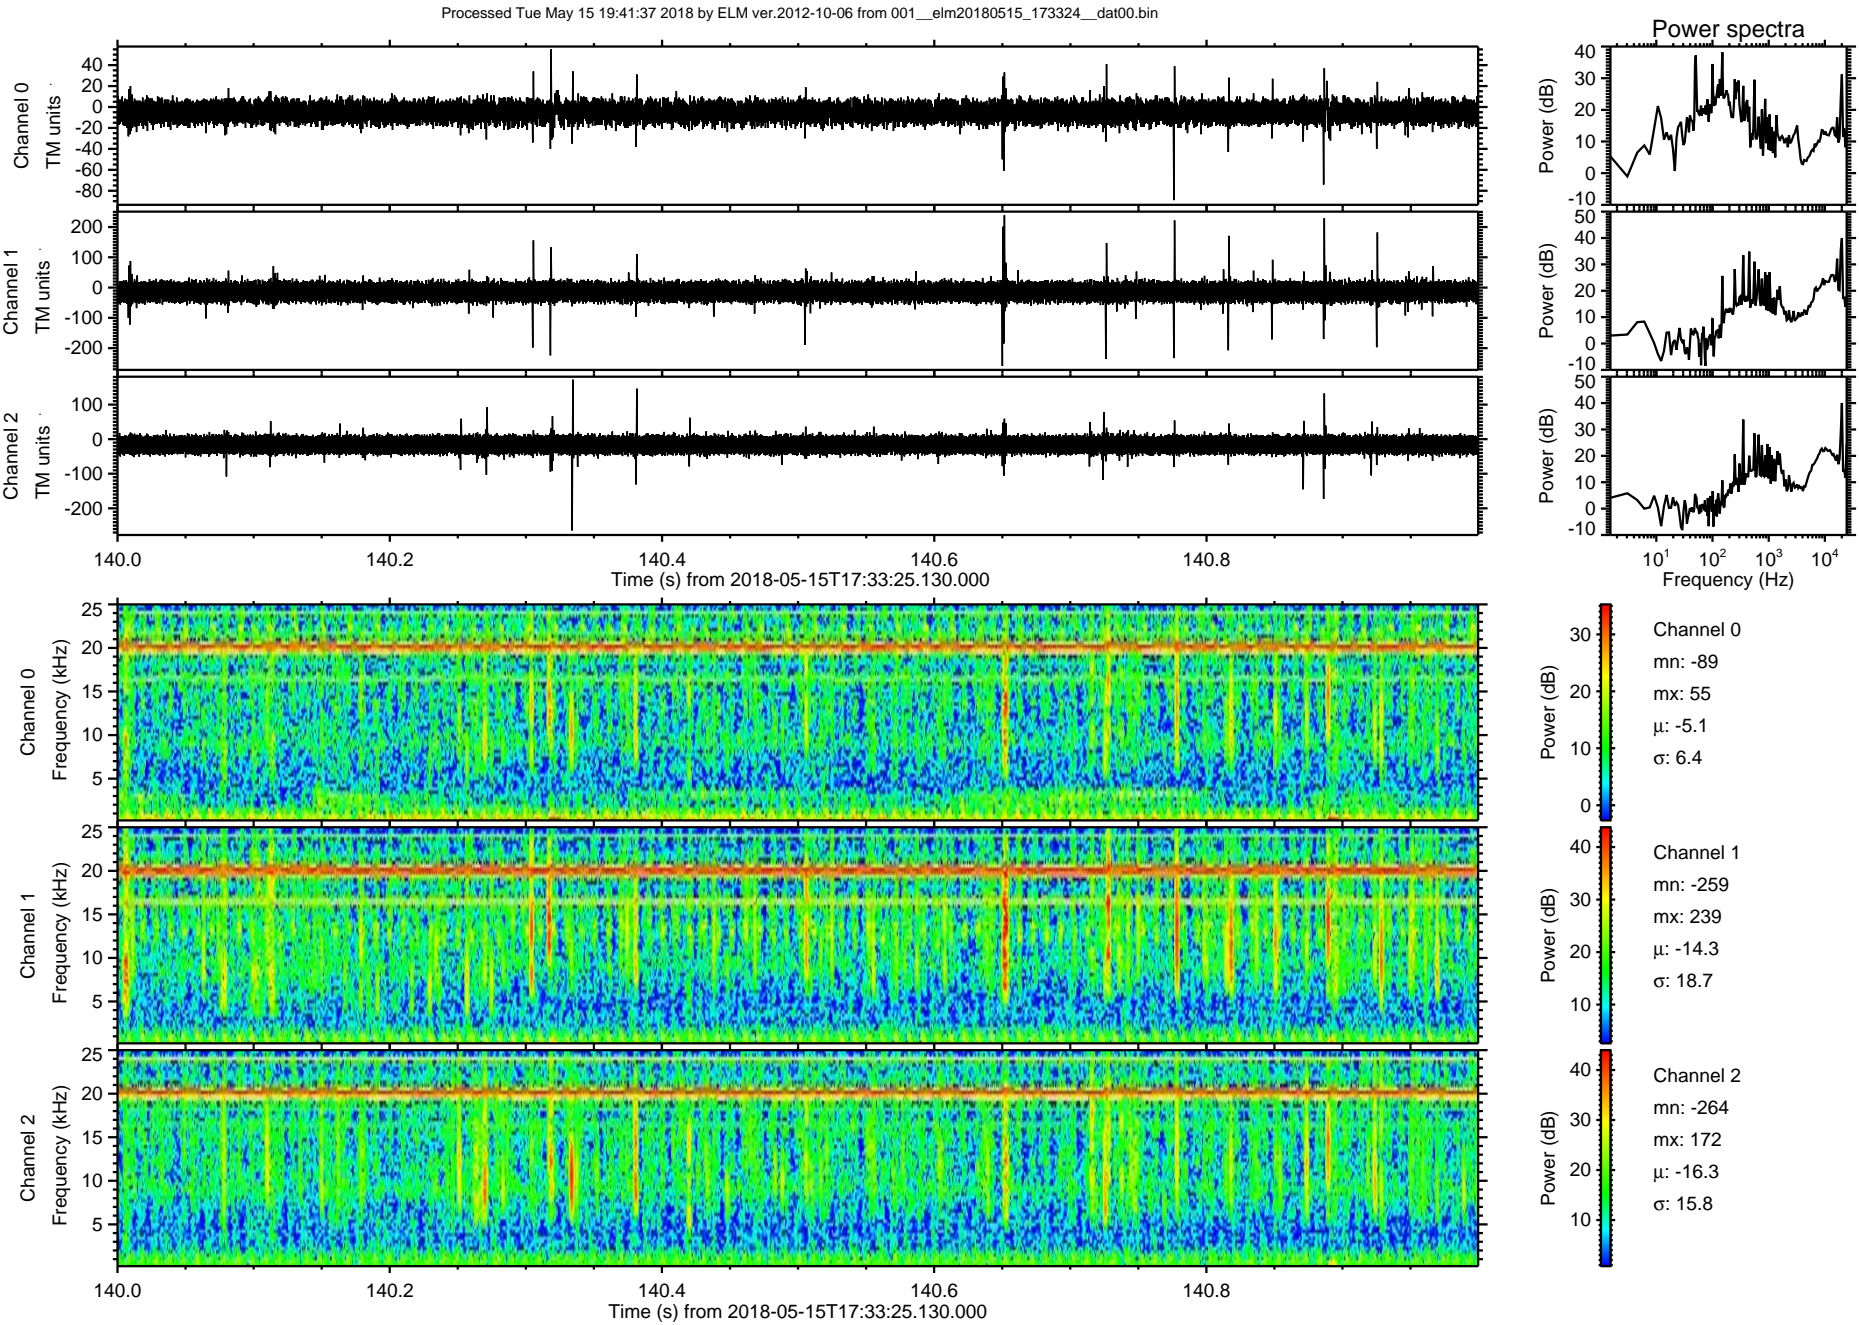 Processed Tue May 15 19:41:37 2018 by ELM ver.2012-10-06 from 001__elm20180515_173324__dat00.bin
Power spectra
Channel 0
TM units
40
20
0
-20
-40
-60
-80
Power (dB)
40
30
20
10
0
-10
Channel 1
TM units
200
100
0
-100
-200
Power (dB)
50
40
30
20
10
0
-10
Channel 2
TM units
100
0
-100
-200
Power (dB)
50
40
30
20
10
0
-10
140.0 140.2 140.4 140.6 140.8
Time (s) from 2018-05-15T17:33:25.130.000
10¹ 10² 10³ 10⁴
Frequency (Hz)
Channel 0
Frequency (kHz)
25
20
15
10
5
Power (dB)
30
20
10
0
Channel 0
mn: -89
mx: 55
μ: -5.1
σ: 6.4
Channel 1
Frequency (kHz)
25
20
15
10
5
Power (dB)
40
30
20
10
Channel 1
mn: -259
mx: 239
μ: -14.3
σ: 18.7
Channel 2
Frequency (kHz)
25
20
15
10
5
Power (dB)
40
30
20
10
Channel 2
mn: -264
mx: 172
μ: -16.3
σ: 15.8
140.0 140.2 140.4 140.6 140.8
Time (s) from 2018-05-15T17:33:25.130.000